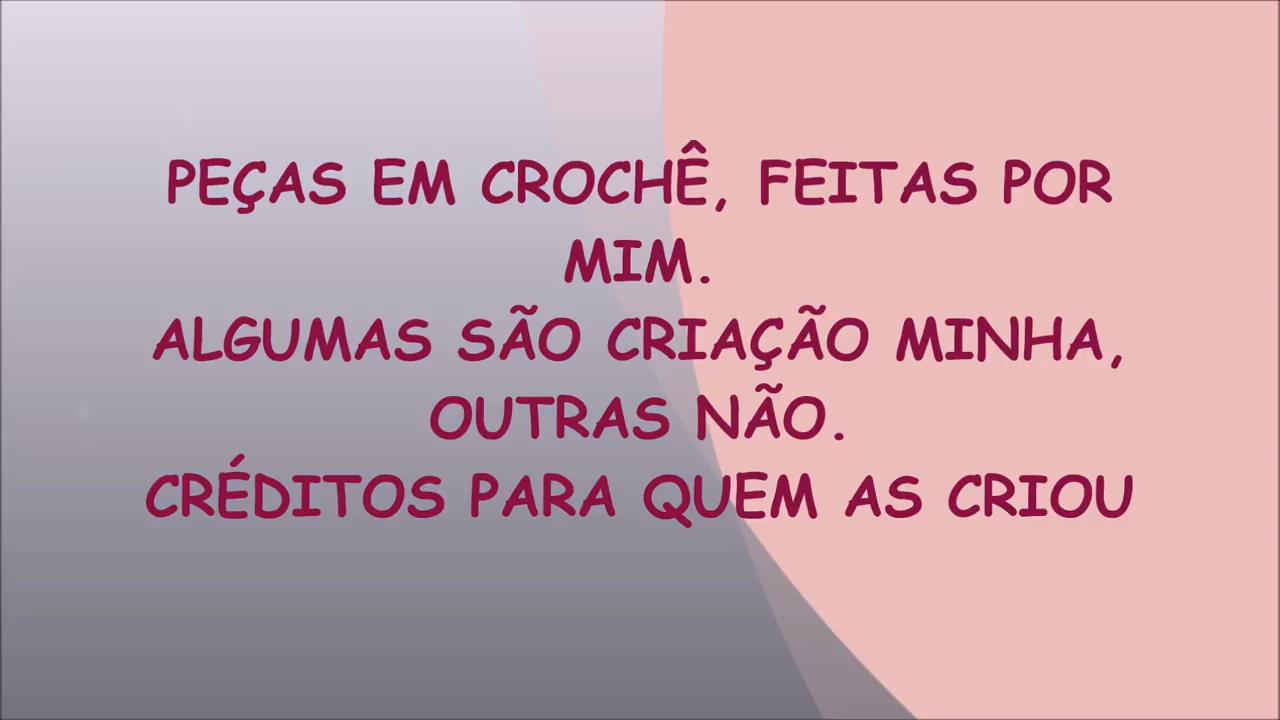 PEÇAS EM CROCHÊ, FEITAS POR
MIM.
ALGUMAS SÃO CRIAÇÃO MINHA,
OUTRAS NÃO.
CRÉDITOS PARA QUEM AS CRIOU